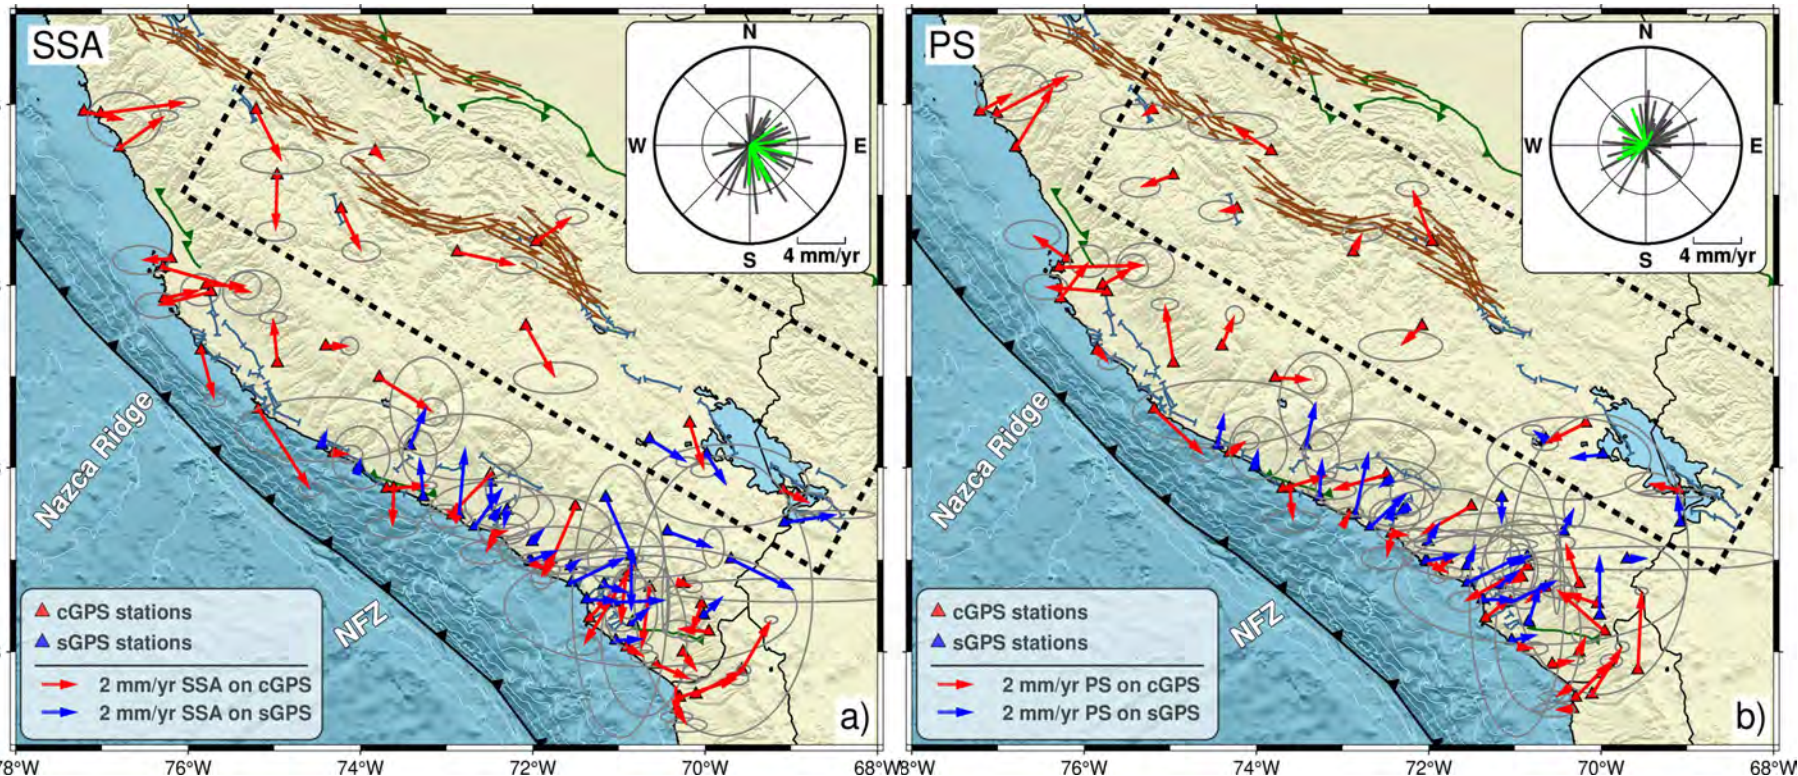 SSA
N
W
E
S
4 mm/yr
Nazca Ridge
NFZ
cGPS stations
sGPS stations
2 mm/yr SSA on cGPS
2 mm/yr SSA on sGPS
a)
76°W
74°W
72°W
70°W
68°W
PS
N
W
E
S
4 mm/yr
Nazca Ridge
NFZ
cGPS stations
sGPS stations
2 mm/yr PS on cGPS
2 mm/yr PS on sGPS
b)
76°W
74°W
72°W
70°W
68°W